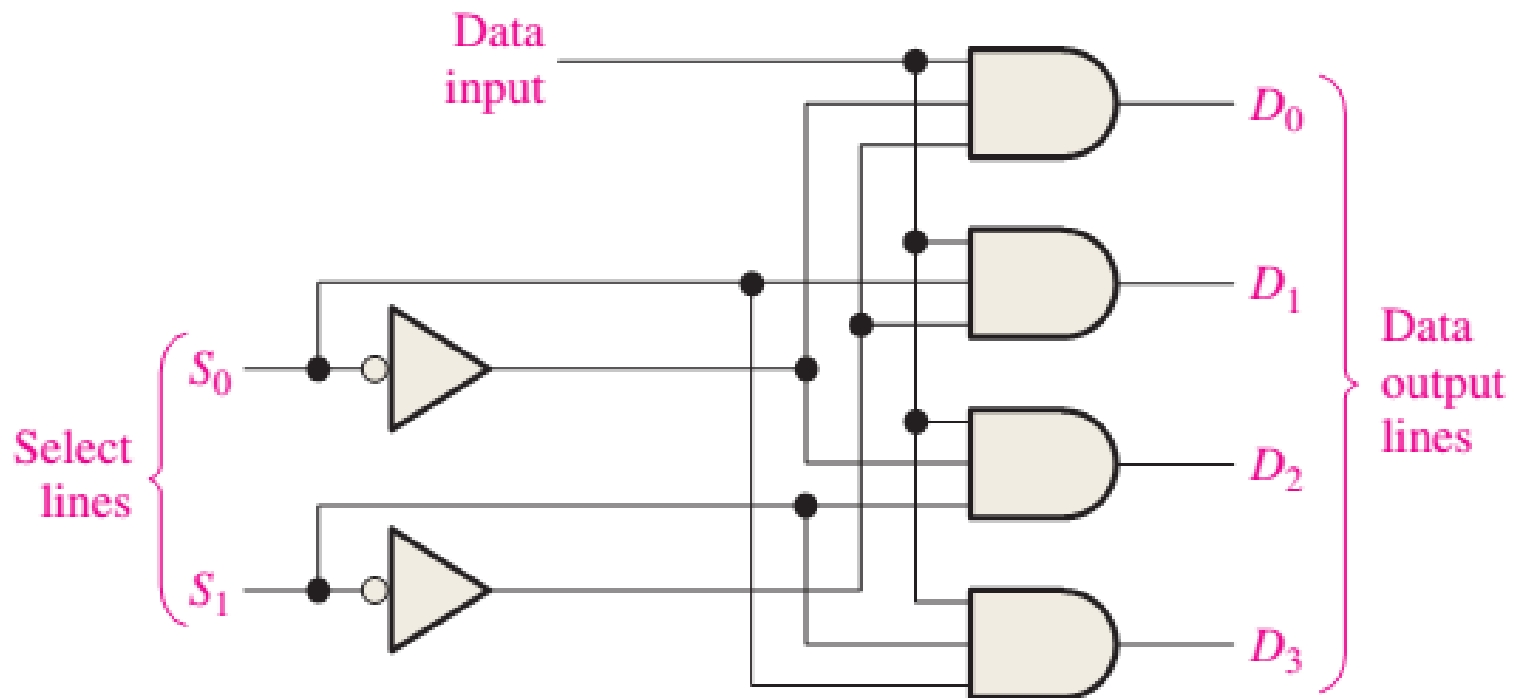 Data
input
D₀
D₁
S₀
Data
output
lines
Select
lines
D₂
S₁
D₃